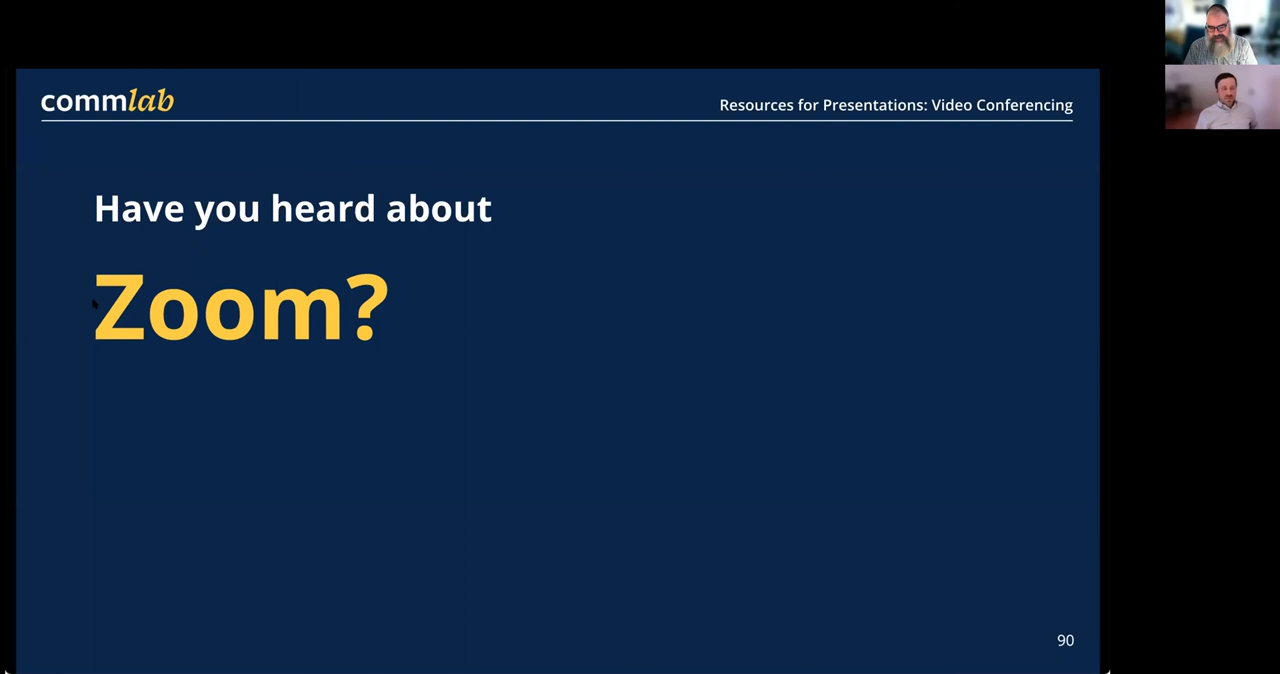 commlab
Resources for Presentations: Video Conferencing
Have you heard about
Zoom?
90